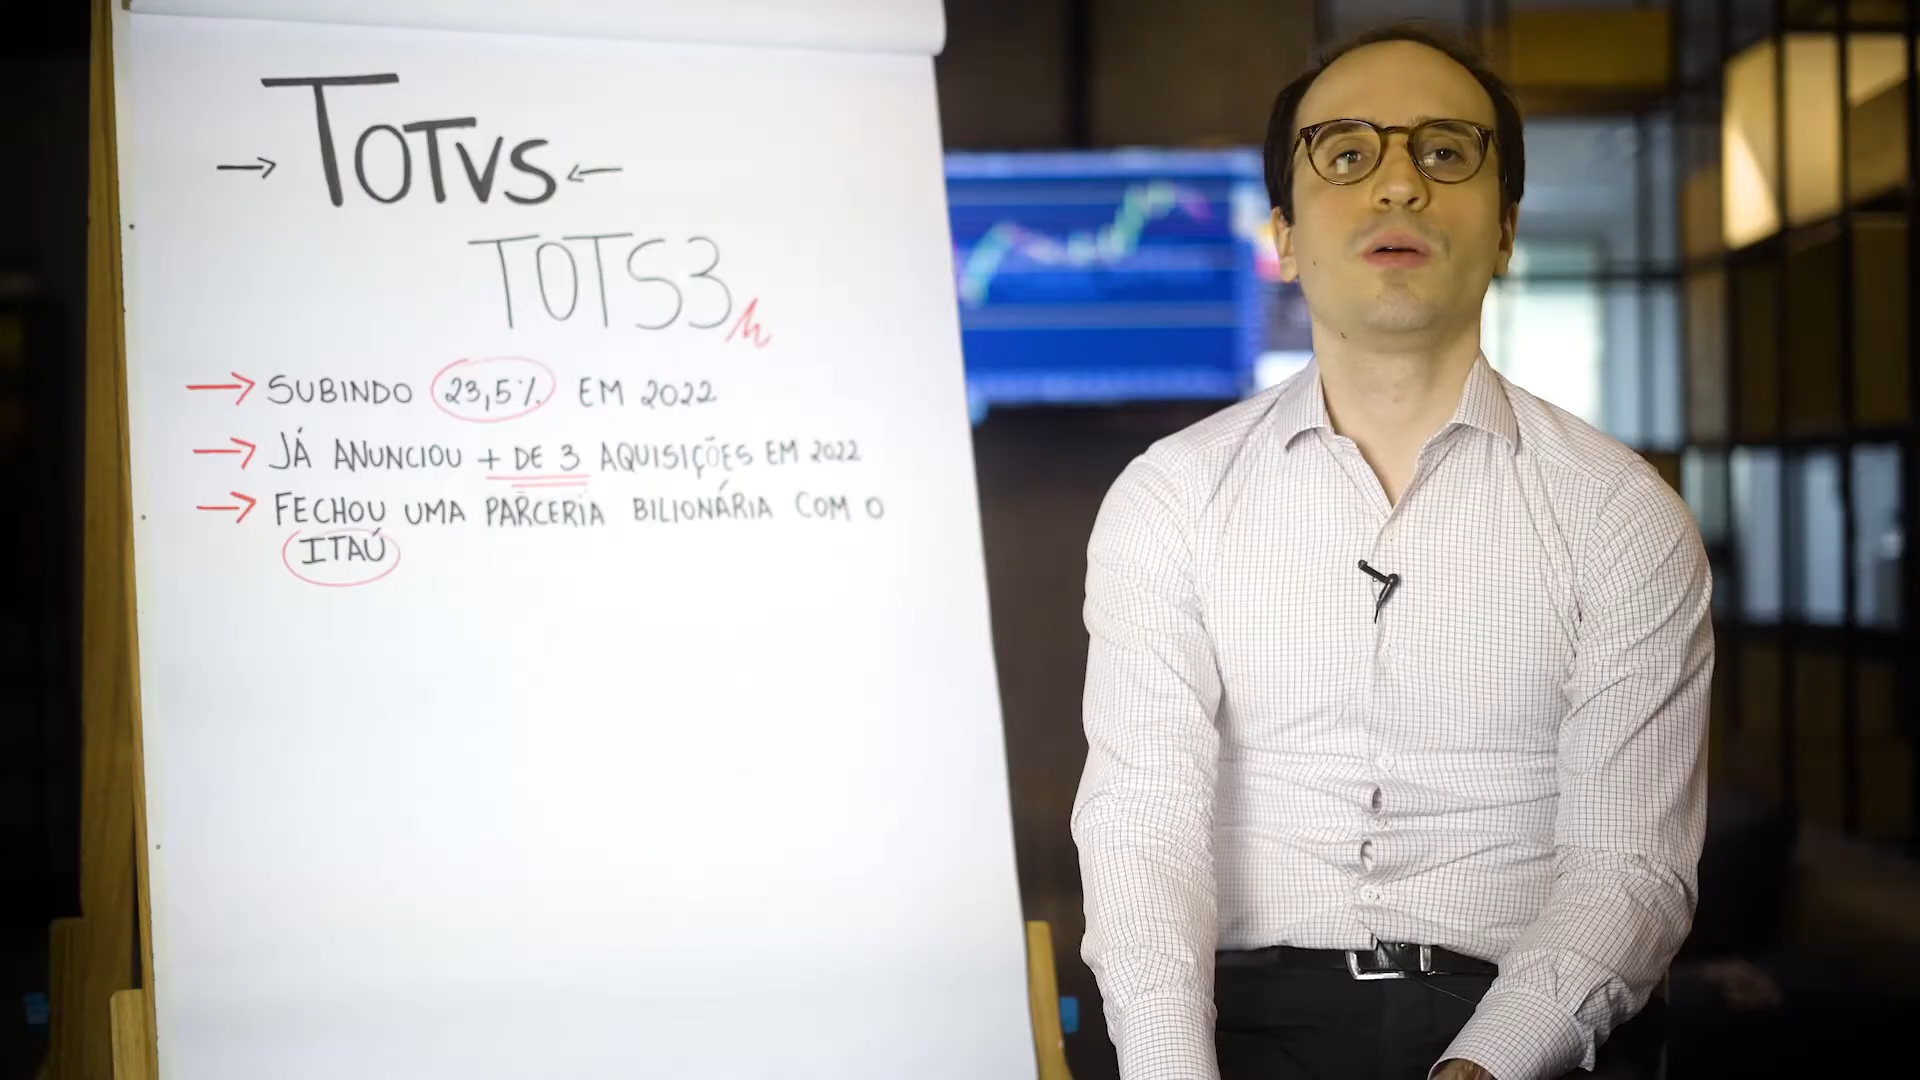 → TOTVS ←
TOTS3
→ SUBINDO 23,5% EM 2022
→ JÁ ANUNCIOU + DE 3 AQUISIÇÕES EM 2022
→ FECHOU UMA PARCERIA BILIONÁRIA COM O
ITAÚ